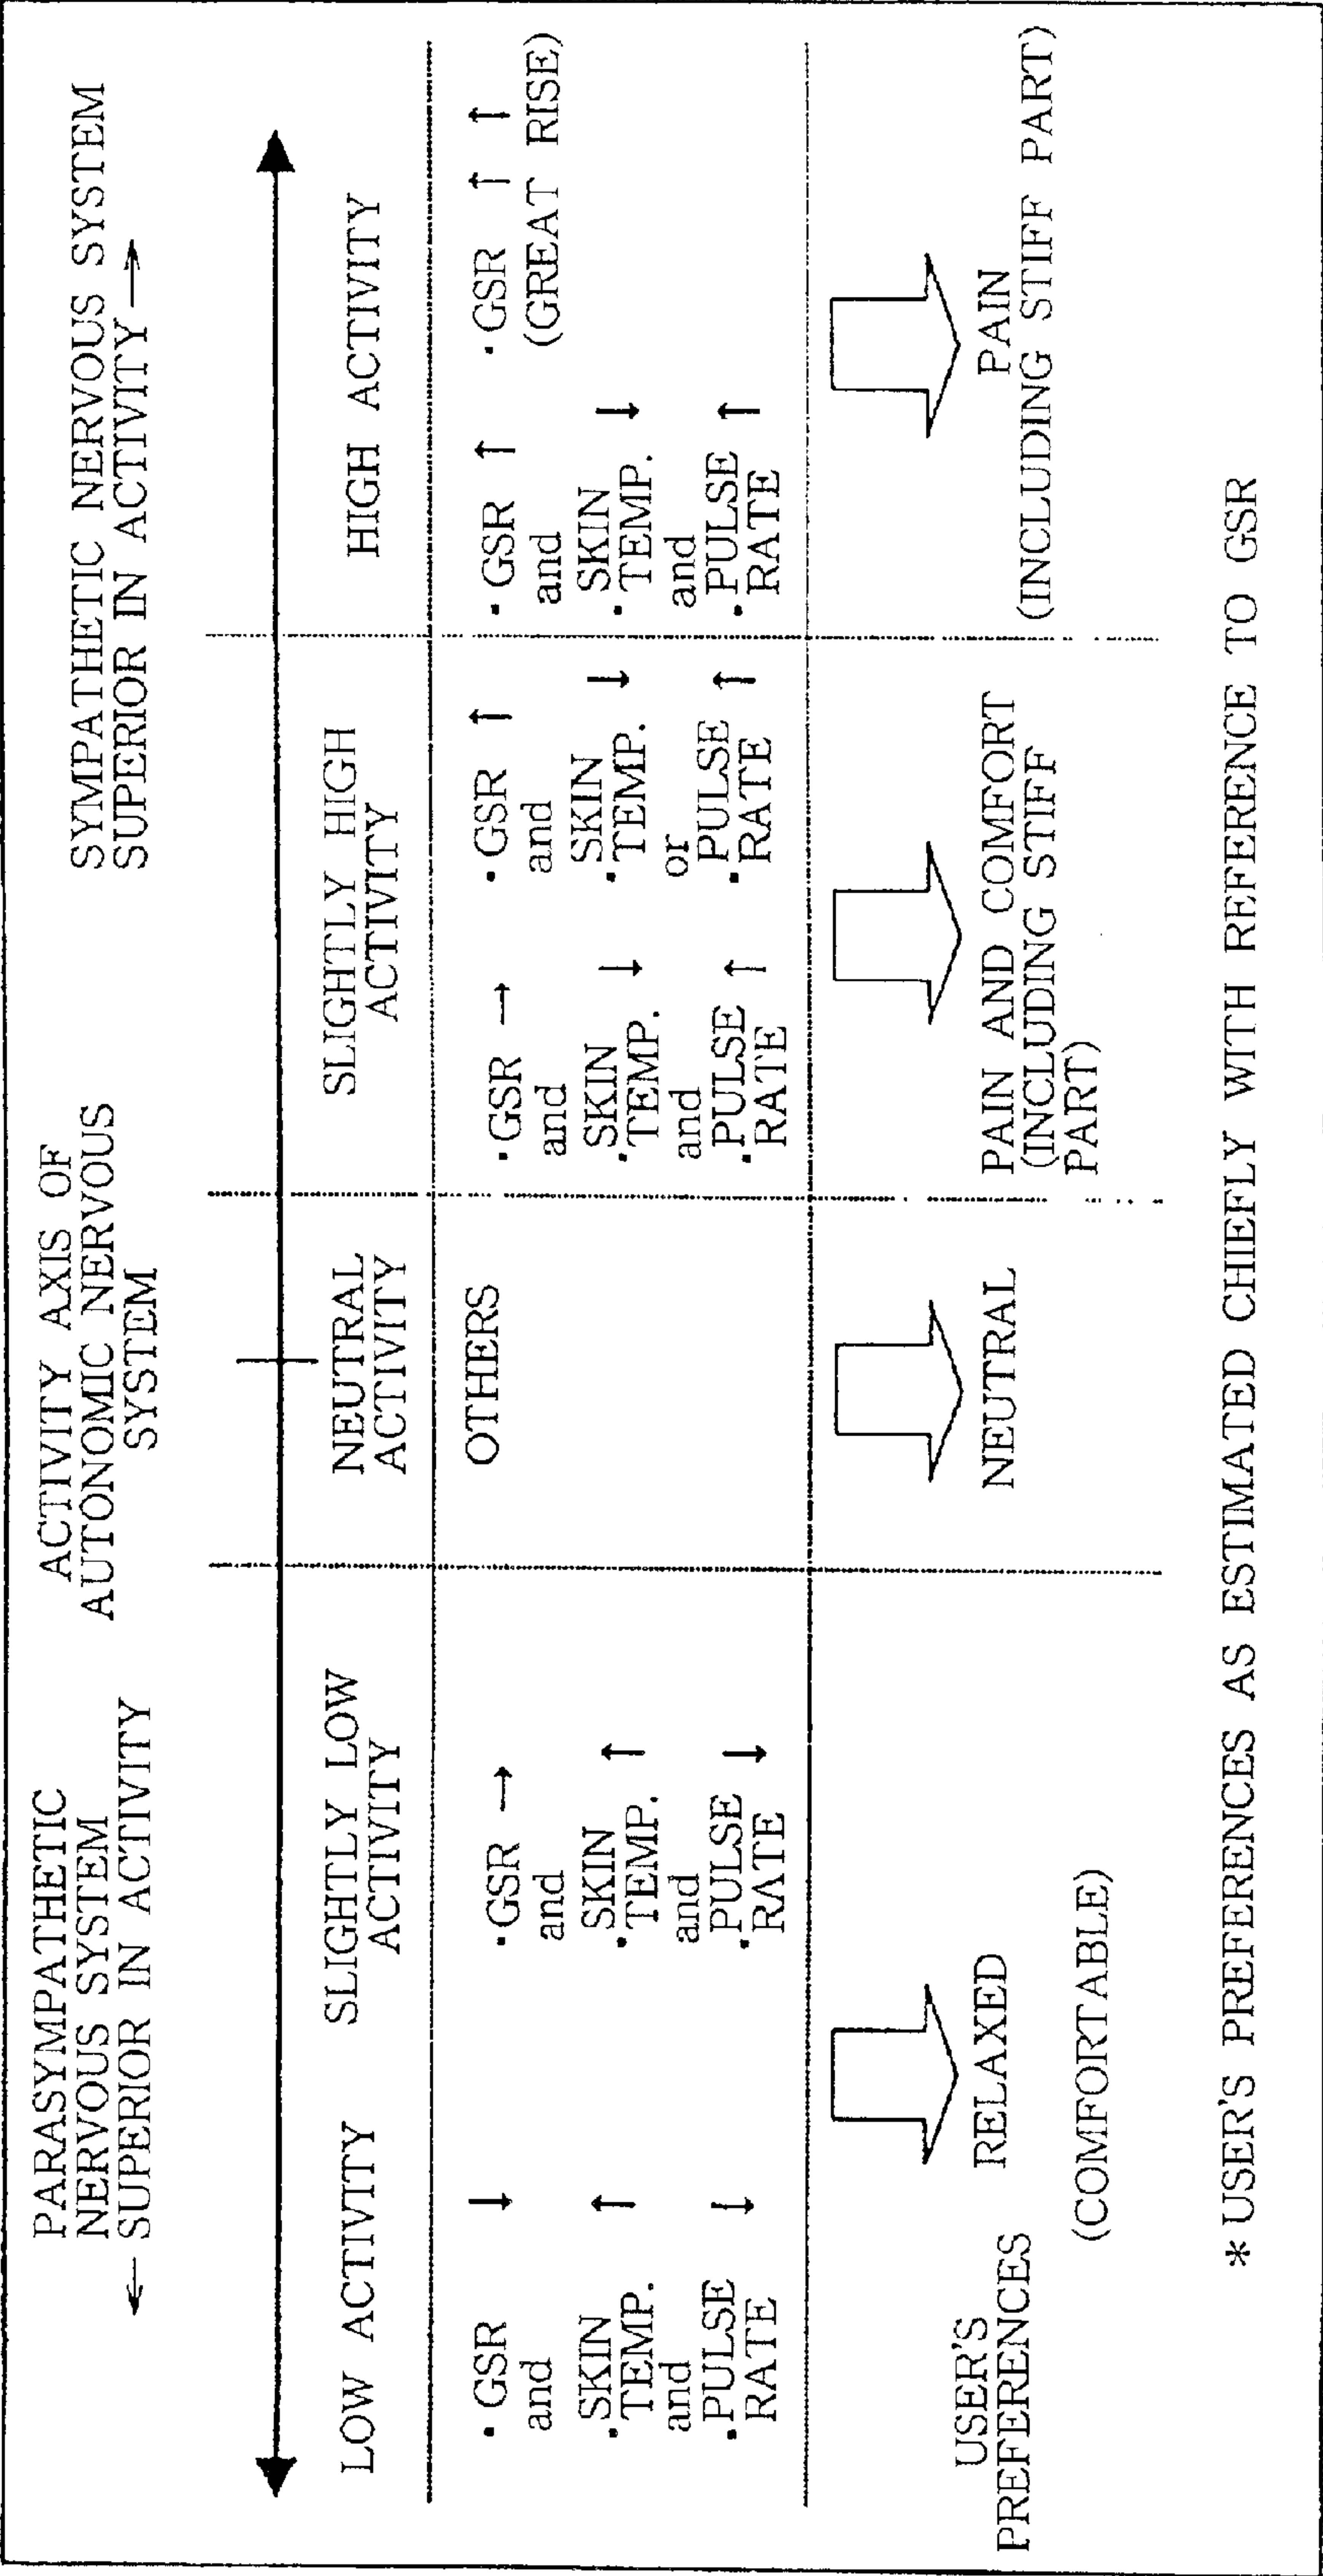 PARASYMPATHETIC
NERVOUS SYSTEM
← SUPERIOR IN ACTIVITY
ACTIVITY AXIS OF
AUTONOMIC NERVOUS
SYSTEM
SYMPATHETIC NERVOUS SYSTEM
SUPERIOR IN ACTIVITY →
LOW ACTIVITY
SLIGHTLY LOW
ACTIVITY
NEUTRAL
ACTIVITY
SLIGHTLY HIGH
ACTIVITY
HIGH ACTIVITY
· GSR ↓
and
SKIN
· TEMP. ↑
and
· PULSE ↓
RATE
· GSR →
and
SKIN
· TEMP. ↑
and
· PULSE ↓
RATE
OTHERS
· GSR →
and
SKIN
· TEMP. ↓
and
· PULSE ↑
RATE
· GSR ↑
and
SKIN
· TEMP. ↓
or
· PULSE ↑
RATE
· GSR ↑
and
SKIN
· TEMP. ↓
and
· PULSE ↑
RATE
· GSR ↑ ↑
(GREAT RISE)
USER'S
PREFERENCES
RELAXED
(COMFORTABLE)
NEUTRAL
PAIN AND COMFORT
(INCLUDING STIFF
PART)
PAIN
(INCLUDING STIFF PART)
* USER'S PREFERENCES AS ESTIMATED CHIEFLY WITH REFERENCE TO GSR